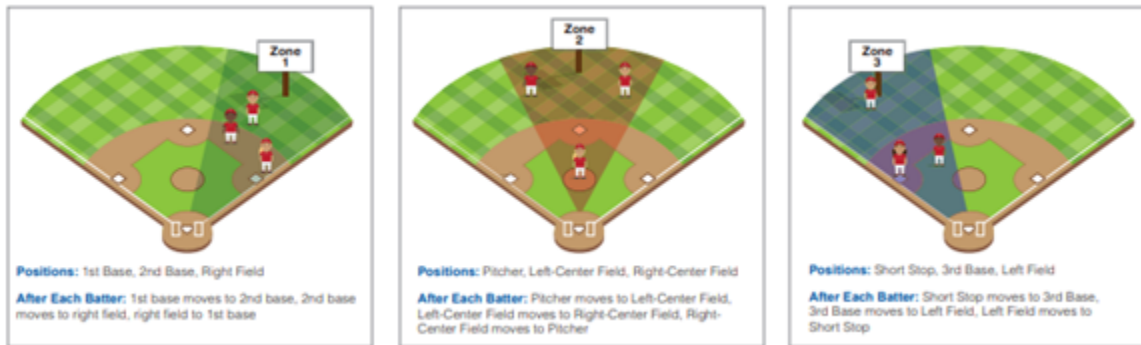 Zone
1
Positions: 1st Base, 2nd Base, Right Field
After Each Batter: 1st base moves to 2nd base, 2nd base
moves to right field, right field to 1st base
Zone
2
Positions: Pitcher, Left-Center Field, Right-Center Field
After Each Batter: Pitcher moves to Left-Center Field,
Left-Center Field moves to Right-Center Field, Right-
Center Field moves to Pitcher
Zone
3
Positions: Short Stop, 3rd Base, Left Field
After Each Batter: Short Stop moves to 3rd Base,
3rd Base moves to Left Field, Left Field moves to
Short Stop